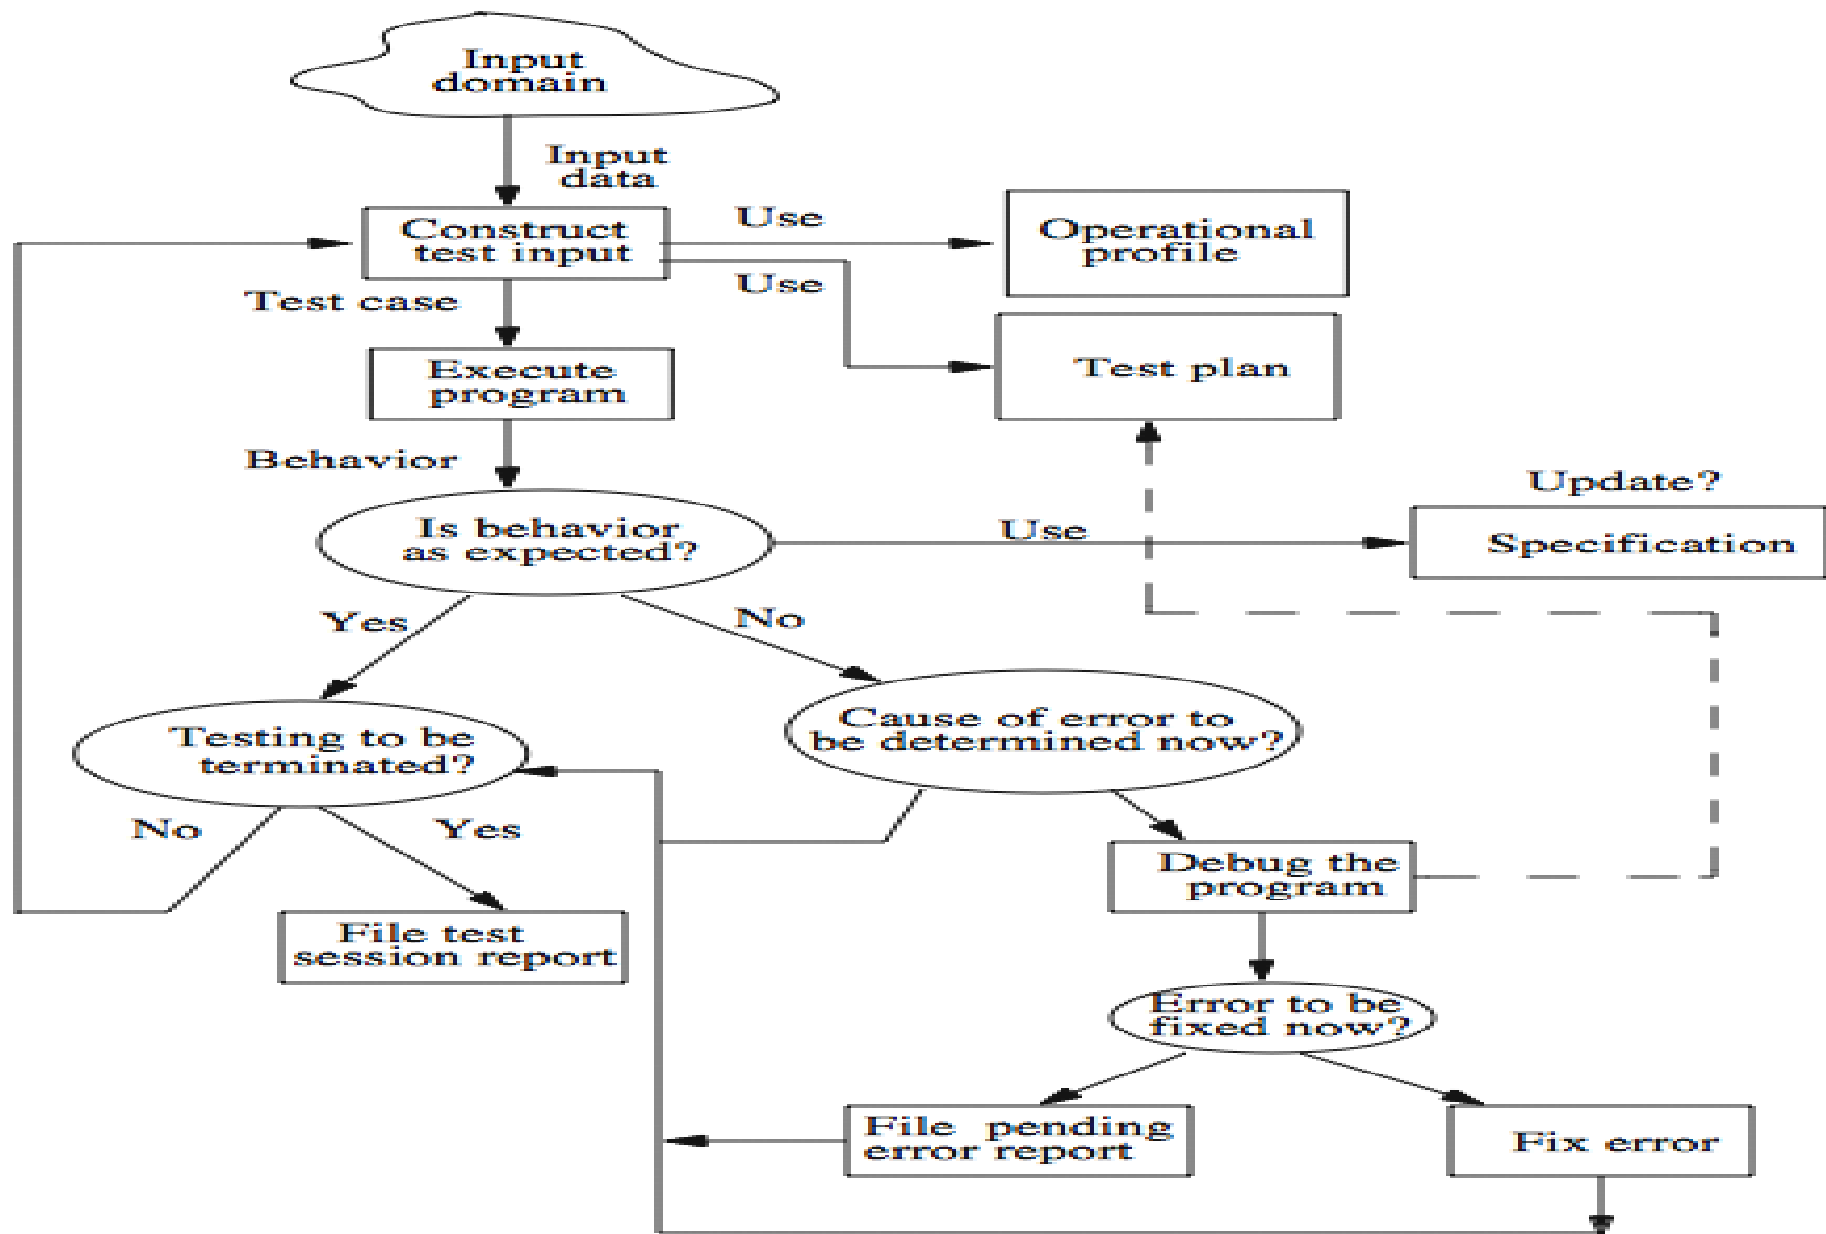 Input
domain
Input
data
Construct
test input
Use
Operational
profile
Use
Test case
Test plan
Execute
program
Behavior
Update?
Is behavior
as expected?
Use
Specification
Yes
No
Cause of error to
be determined now?
Testing to be
terminated?
No
Yes
Debug the
program
File test
session report
Error to be
fixed now?
File pending
error report
Fix error